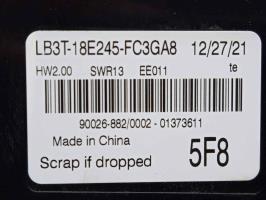 LB3T-18E245-FC3GA8 12/27/21
HW2.00 SWR13 EE011 te
90026-882/0002 - 01373611
Made in China
Scrap if dropped 5F8